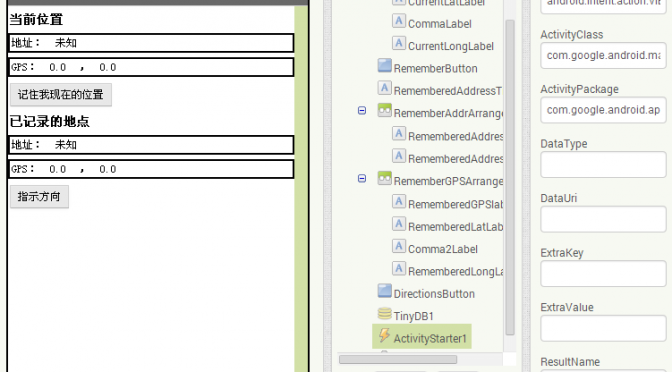 当前位置
地址： 未知
GPS： 0.0 ， 0.0
记住我现在的位置
已记录的地点
地址： 未知
GPS： 0.0 ， 0.0
指示方向
CurrentLatLabel
CommaLabel
CurrentLongLabel
RememberButton
RememberedAddressT
RememberAddrArrange
RememberedAddres
RememberedAddres
RememberGPSArrange
RememberedGPSlab
RememberedLatLab
Comma2Label
RememberedLongLa
DirectionsButton
TinyDB1
ActivityStarter1
android.intent.action.VIE
ActivityClass
com.google.android.ma
ActivityPackage
com.google.android.ap
DataType
DataUri
ExtraKey
ExtraValue
ResultName